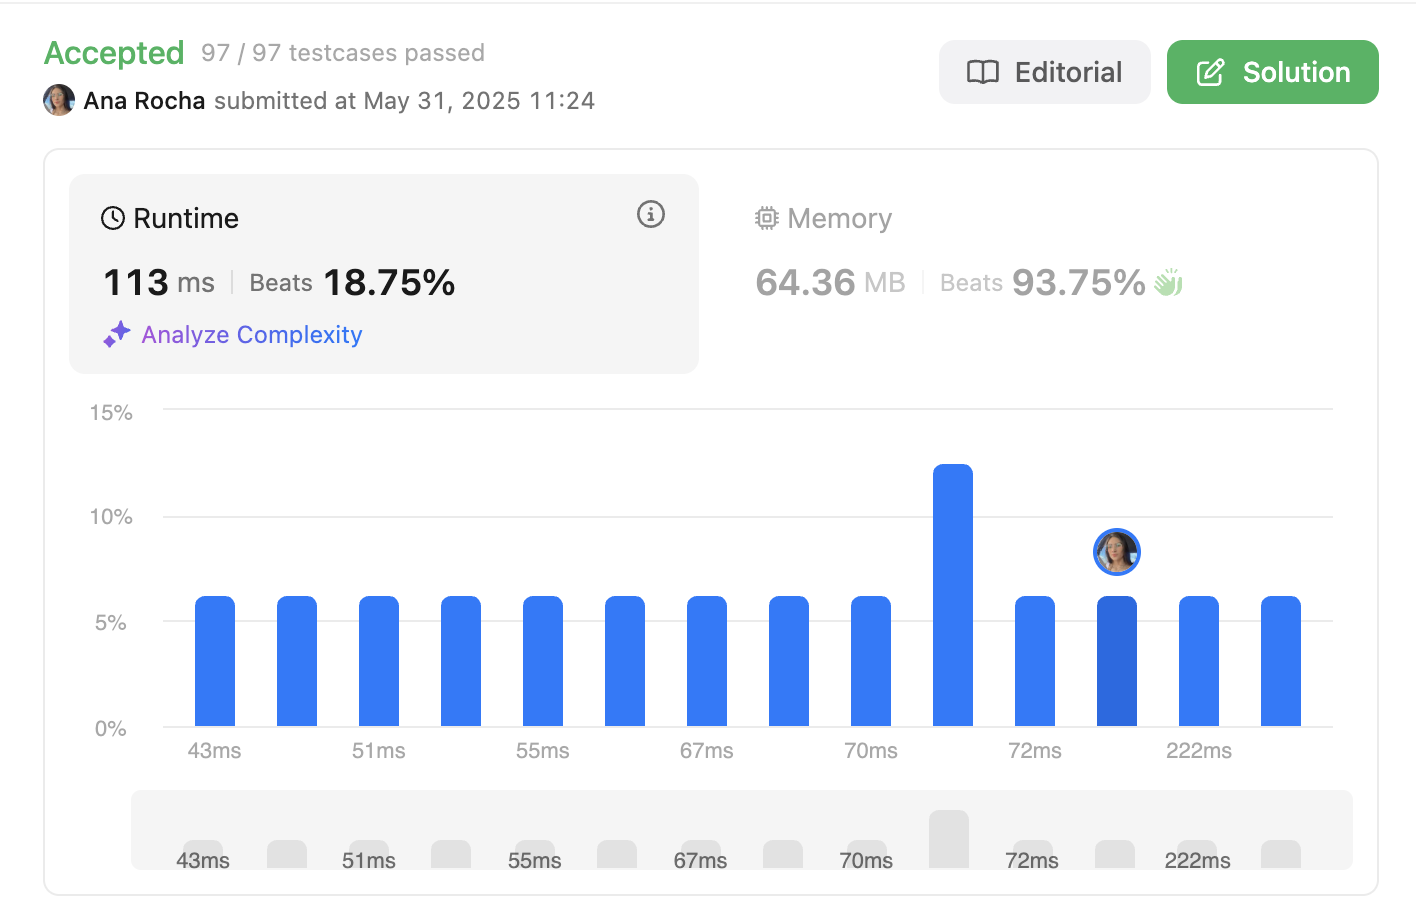 Accepted 97 / 97 testcases passed
Ana Rocha submitted at May 31, 2025 11:24
Editorial
Solution
Runtime
113 ms Beats 18.75%
Analyze Complexity
Memory
64.36 MB Beats 93.75%
15%
10%
5%
0%
43ms 51ms 55ms 67ms 70ms 72ms 222ms
43ms 51ms 55ms 67ms 70ms 72ms 222ms